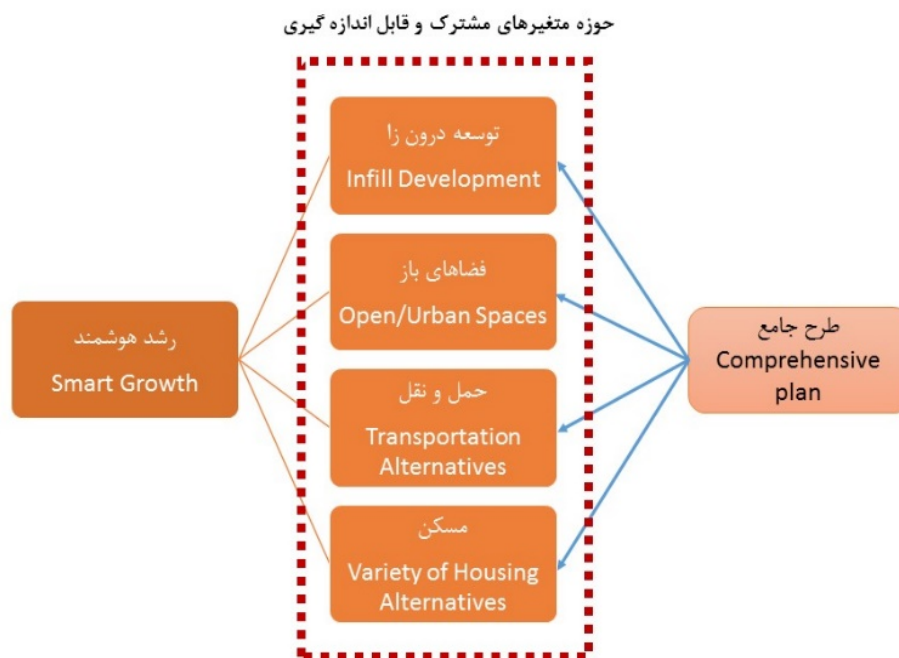 حوزه متغیرهای مشترک و قابل اندازه گیری
توسعه درون زا
Infill Development
فضاهای باز
Open/Urban Spaces
حمل و نقل
Transportation
Alternatives
مسکن
Variety of Housing
Alternatives
رشد هوشمند
Smart Growth
طرح جامع
Comprehensive
plan